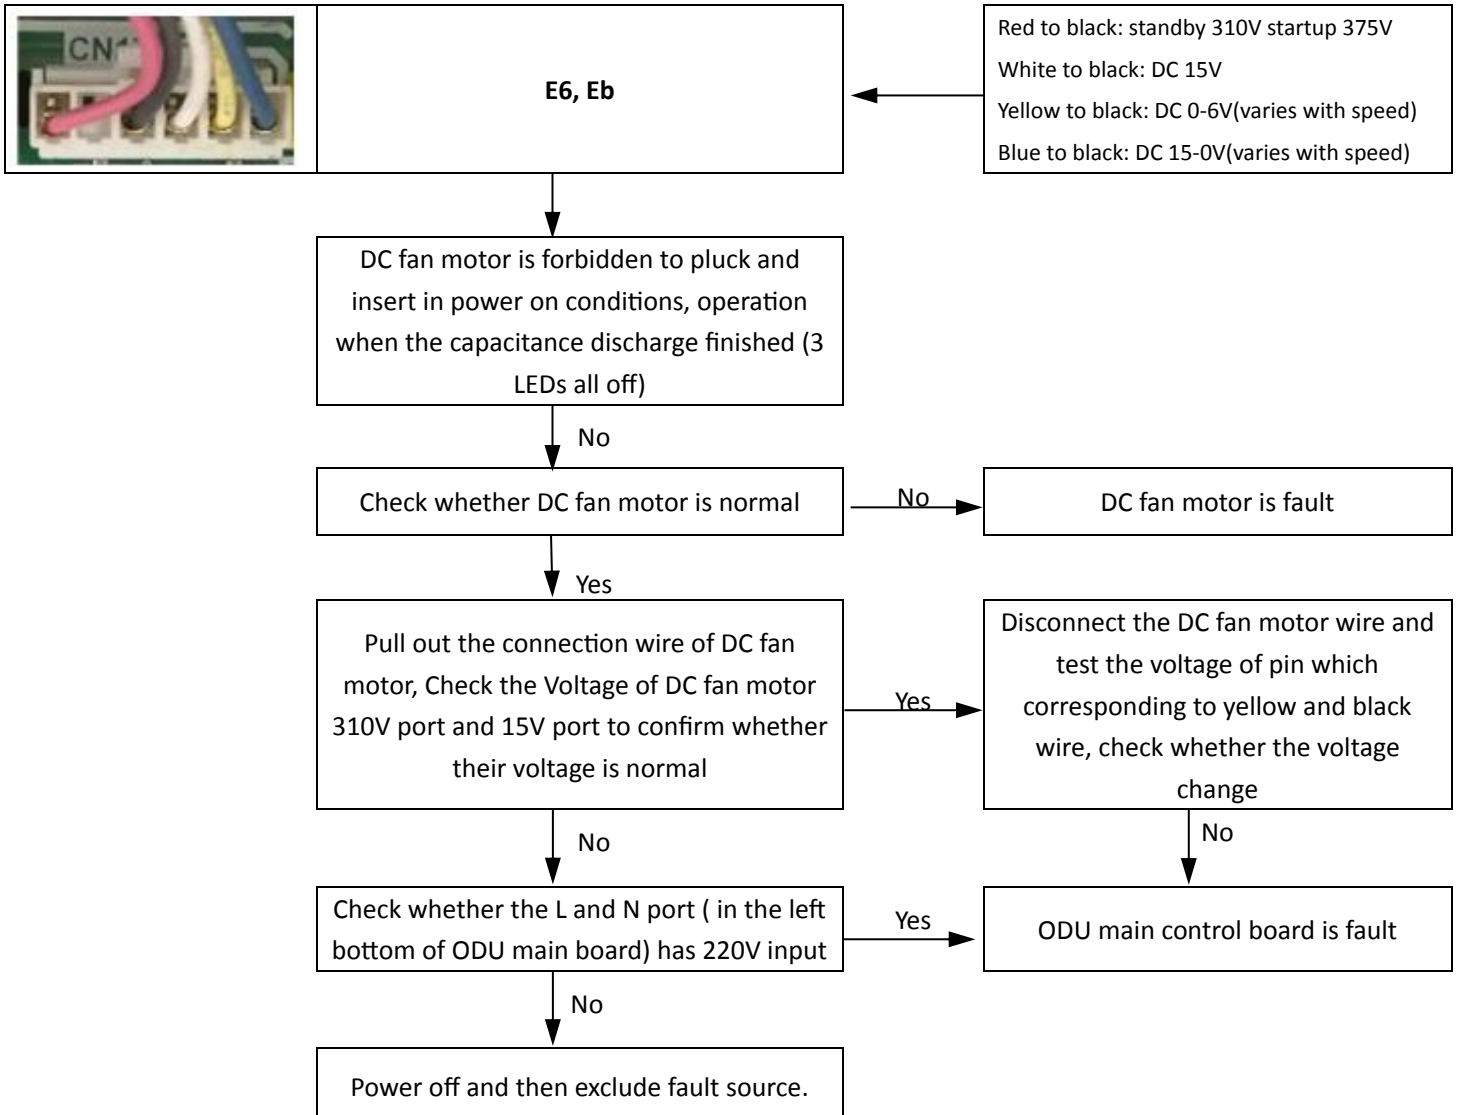 CN1
E6, Eb
Red to black: standby 310V startup 375V
White to black: DC 15V
Yellow to black: DC 0-6V(varies with speed)
Blue to black: DC 15-0V(varies with speed)
DC fan motor is forbidden to pluck and
insert in power on conditions, operation
when the capacitance discharge finished (3
LEDs all off)
No
Check whether DC fan motor is normal
No
DC fan motor is fault
Yes
Pull out the connection wire of DC fan
motor, Check the Voltage of DC fan motor
310V port and 15V port to confirm whether
their voltage is normal
Yes
Disconnect the DC fan motor wire and
test the voltage of pin which
corresponding to yellow and black
wire, check whether the voltage
change
No
No
Check whether the L and N port ( in the left
bottom of ODU main board) has 220V input
Yes
ODU main control board is fault
No
Power off and then exclude fault source.